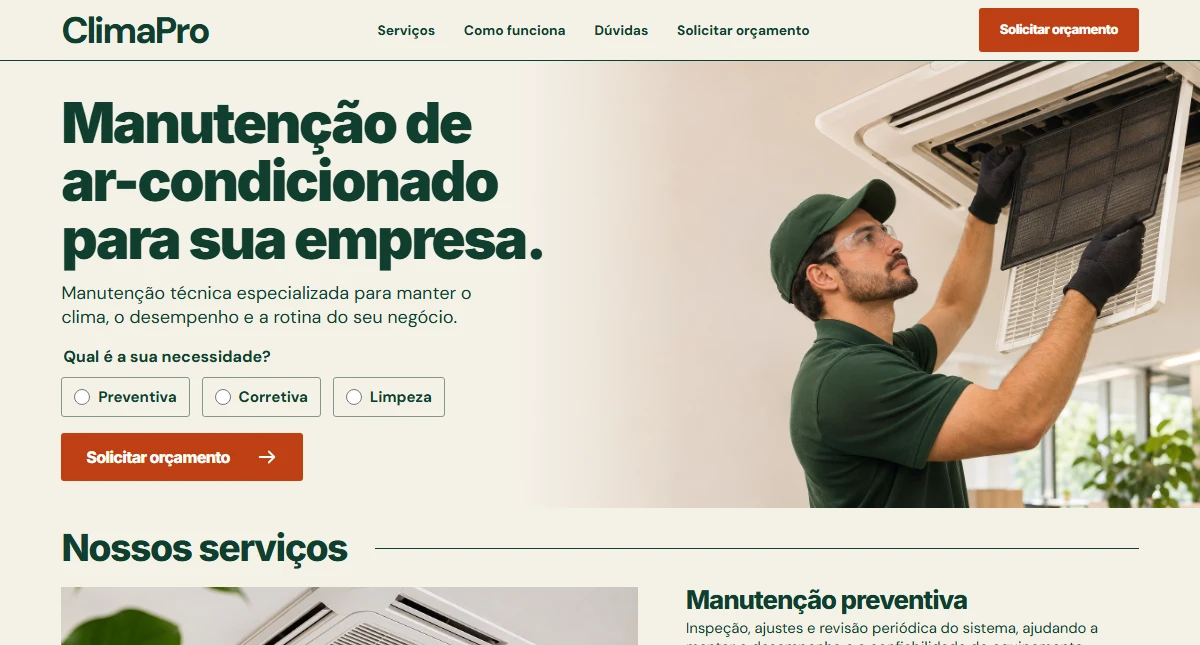 ClimaPro
Serviços
Como funciona
Dúvidas
Solicitar orçamento
Solicitar orçamento
Manutenção de
ar-condicionado
para sua empresa.
Manutenção técnica especializada para manter o
clima, o desempenho e a rotina do seu negócio.
Qual é a sua necessidade?
Preventiva
Corretiva
Limpeza
Solicitar orçamento
Nossos serviços
Manutenção preventiva
Inspeção, ajustes e revisão periódica do sistema, ajudando a